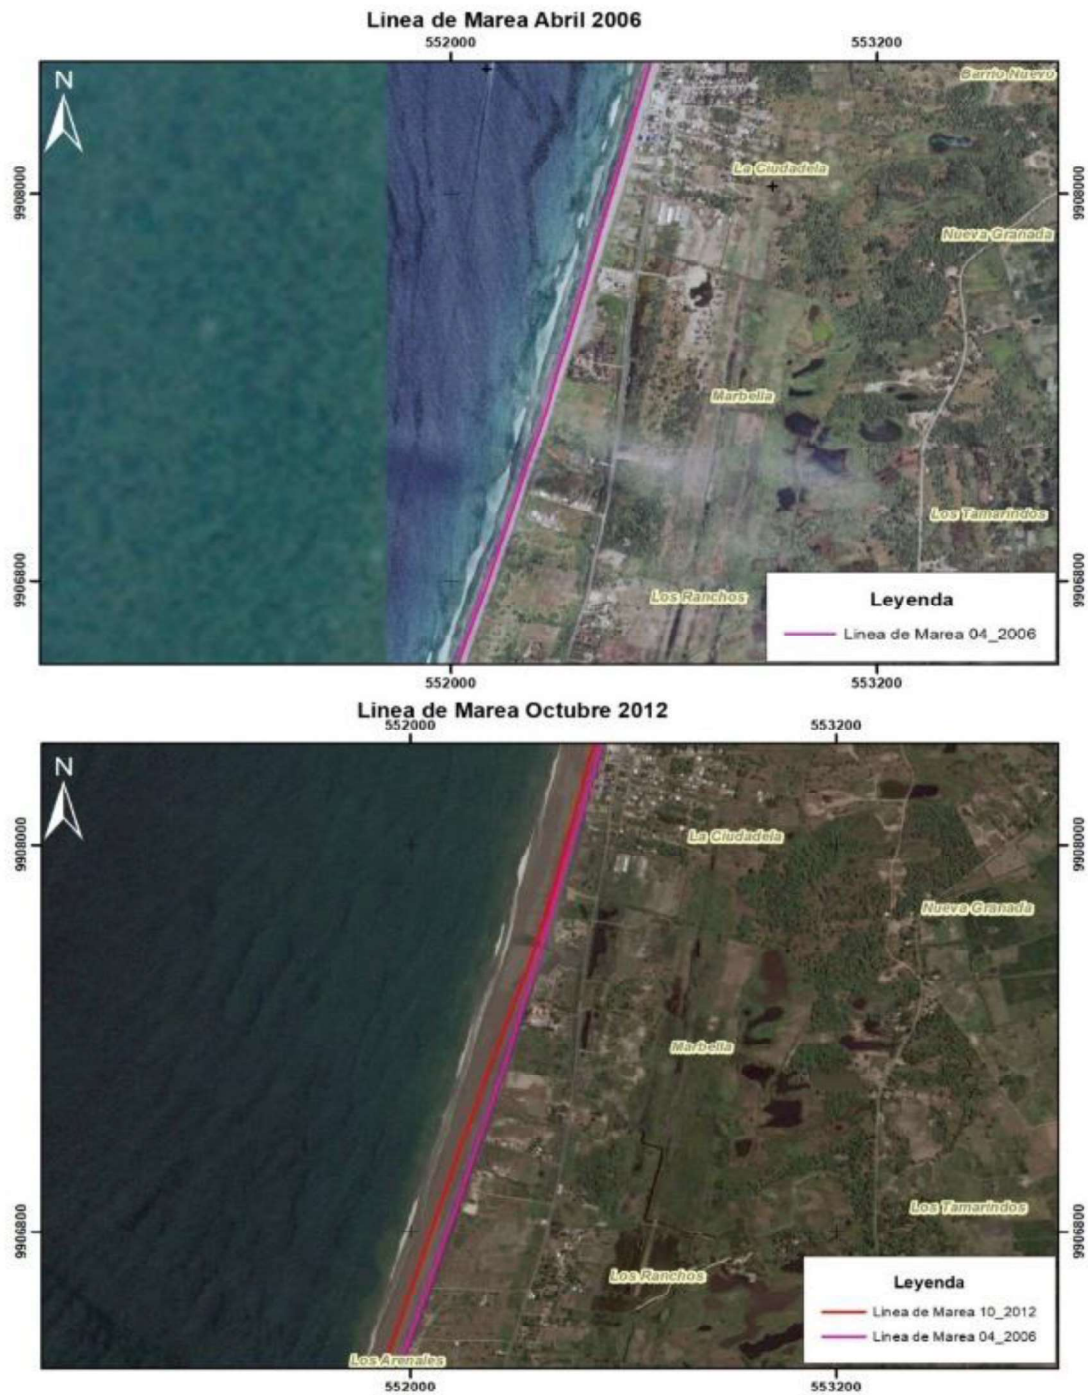 Linea de Marea Abril 2006
552000
553200
N
Barrio Nuevo
La Ciudadela
9908000
9908000
Nueva Granada
Marbella
Los Tamarindos
9906800
9906800
Los Ranchos
Leyenda
Linea de Marea 04_2006
552000
553200
Linea de Marea Octubre 2012
552000
553200
N
La Ciudadela
9908000
9908000
Nueva Granada
Marbella
Los Tamarindos
9906800
9906800
Los Ranchos
Leyenda
Linea de Marea 10_2012
Linea de Marea 04_2006
Los Arenales
552000
553200